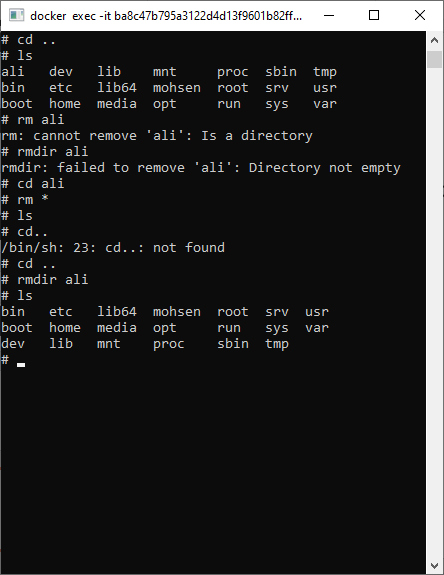 docker exec -it ba8c47b795a3122d4d13f9601b82ff...
# cd ..
# ls
ali   dev   lib    mnt     proc  sbin  tmp
bin   etc   lib64  mohsen  root  srv   usr
boot  home  media  opt     run   sys   var
# rm ali
rm: cannot remove 'ali': Is a directory
# rmdir ali
rmdir: failed to remove 'ali': Directory not empty
# cd ali
# rm *
# ls
# cd..
/bin/sh: 23: cd..: not found
# cd ..
# rmdir ali
# ls
bin   etc   lib64  mohsen  root  srv  usr
boot  home  media  opt     run   sys  var
dev   lib   mnt    proc    sbin  tmp
#